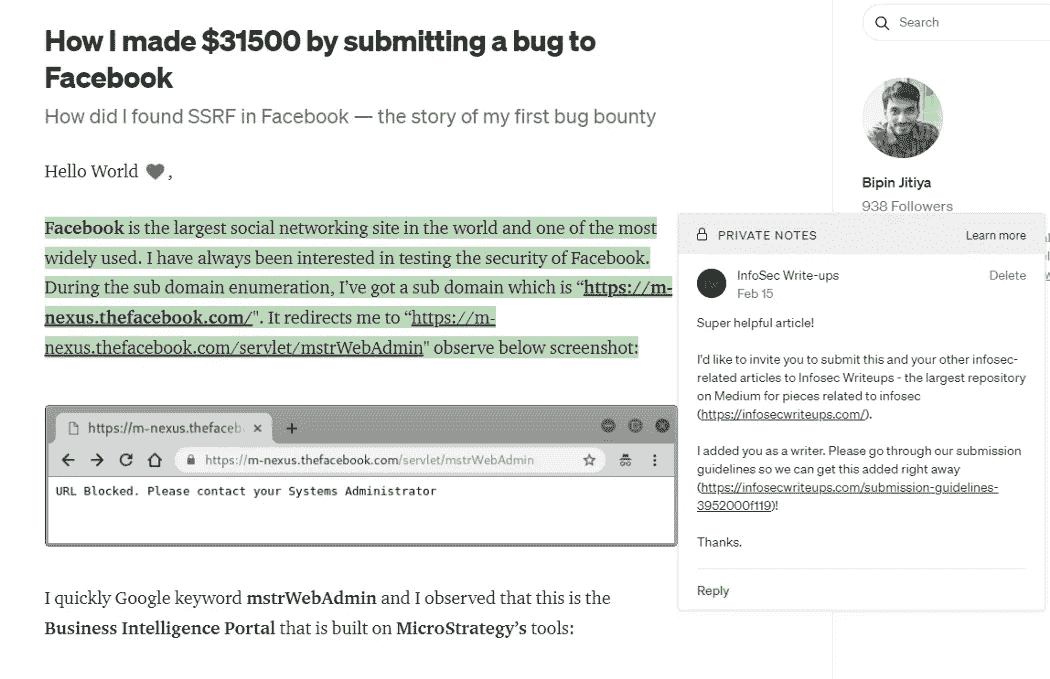 How I made $31500 by submitting a bug to
Facebook
How did I found SSRF in Facebook — the story of my first bug bounty
Hello World 🖤,
Facebook is the largest social networking site in the world and one of the most
widely used. I have always been interested in testing the security of Facebook.
During the sub domain enumeration, I’ve got a sub domain which is “https://m-
nexus.thefacebook.com/". It redirects me to “https://m-
nexus.thefacebook.com/servlet/mstrWebAdmin" observe below screenshot:
https://m-nexus.thefaceb
https://m-nexus.thefacebook.com/servlet/mstrWebAdmin
URL Blocked. Please contact your Systems Administrator
I quickly Google keyword mstrWebAdmin and I observed that this is the
Business Intelligence Portal that is built on MicroStrategy’s tools:
Search
Bipin Jitiya
938 Followers
PRIVATE NOTES Learn more
InfoSec Write-ups Delete
Feb 15
Super helpful article!
I'd like to invite you to submit this and your other infosec-
related articles to Infosec Writeups - the largest repository
on Medium for pieces related to infosec
(https://infosecwriteups.com/).
I added you as a writer. Please go through our submission
guidelines so we can get this added right away
(https://infosecwriteups.com/submission-guidelines-
3952000f119)!
Thanks.
Reply